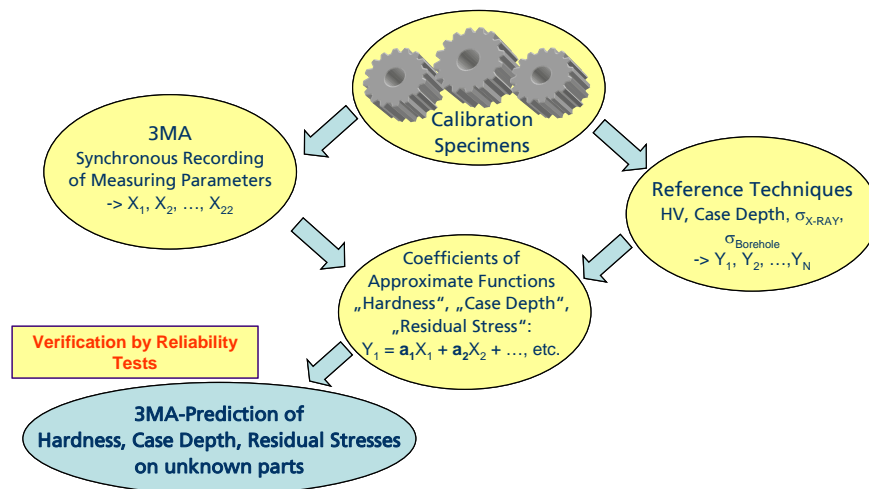 Calibration
Specimens
3MA
Synchronous Recording
of Measuring Parameters
-> X₁, X₂, …, X₂₂
Reference Techniques
HV, Case Depth, σX-RAY,
σBorehole
-> Y₁, Y₂, …,YN
Coefficients of
Approximate Functions
„Hardness“, „Case Depth“,
„Residual Stress“:
Y₁ = a₁X₁ + a₂X₂ + …, etc.
Verification by Reliability
Tests
3MA-Prediction of
Hardness, Case Depth, Residual Stresses
on unknown parts